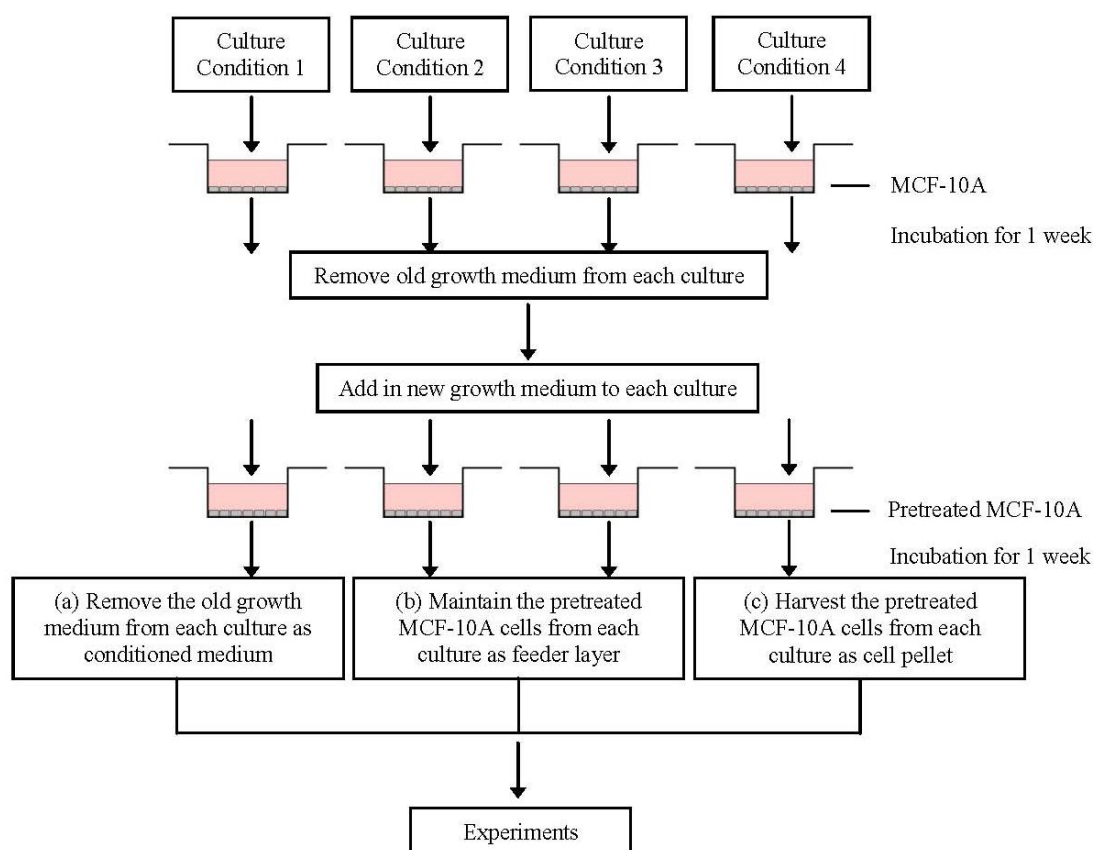 Culture
Condition 1
Culture
Condition 2
Culture
Condition 3
Culture
Condition 4
MCF-10A
Incubation for 1 week
Remove old growth medium from each culture
Add in new growth medium to each culture
Pretreated MCF-10A
Incubation for 1 week
(a) Remove the old growth
medium from each culture as
conditioned medium
(b) Maintain the pretreated
MCF-10A cells from each
culture as feeder layer
(c) Harvest the pretreated
MCF-10A cells from each
culture as cell pellet
Experiments